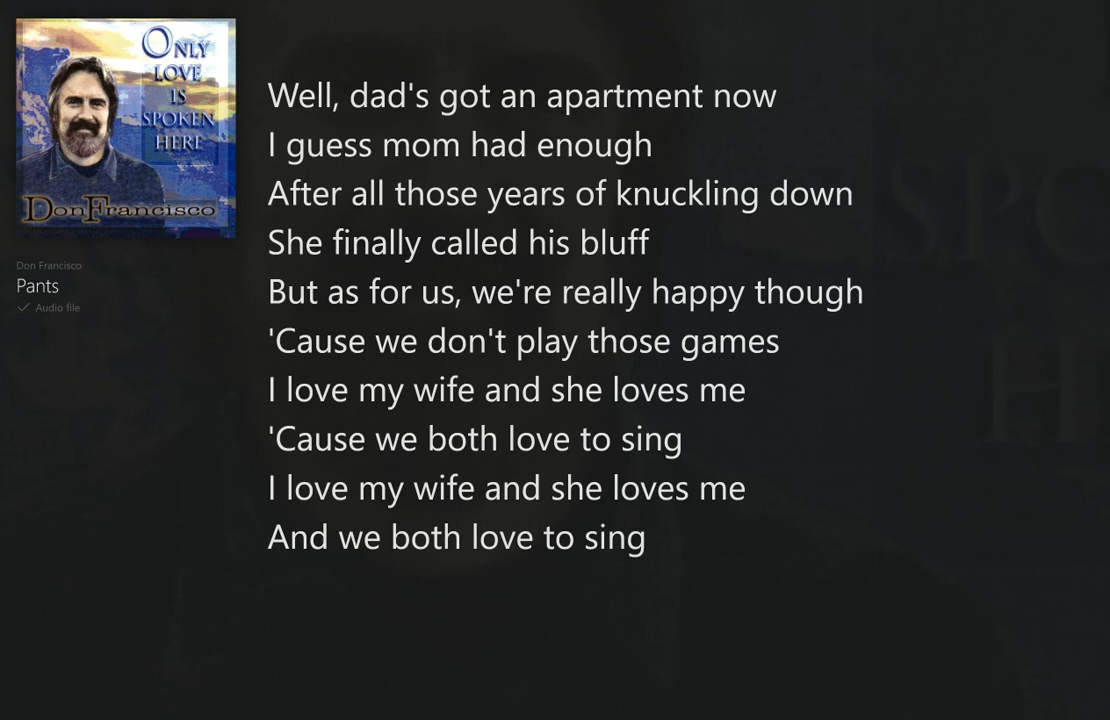 ONLY
LOVE
IS
SPOKEN
HERE
DonFrancisco
Don Francisco
Pants
Audio file
Well, dad's got an apartment now
I guess mom had enough
After all those years of knuckling down
She finally called his bluff
But as for us, we're really happy though
'Cause we don't play those games
I love my wife and she loves me
'Cause we both love to sing
I love my wife and she loves me
And we both love to sing